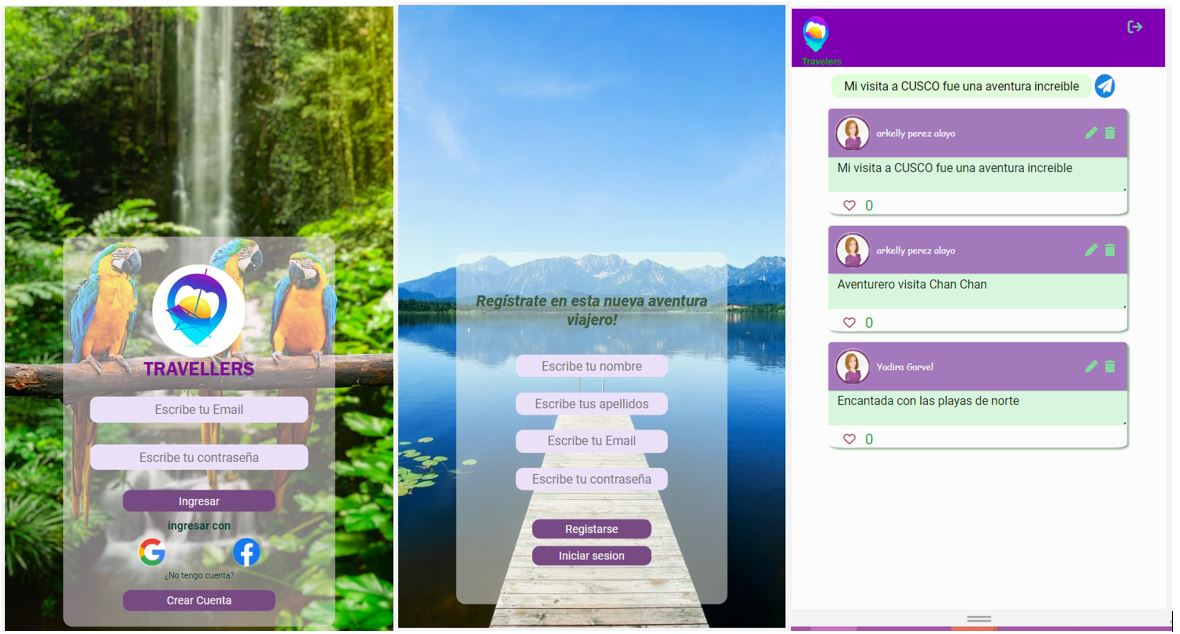 TRAVELLERS
Escribe tu Email
Escribe tu contraseña
Ingresar
ingresar con
¿No tengo cuenta?
Crear Cuenta
Regístrate en esta nueva aventura
viajero!
Escribe tu nombre
Escribe tus apellidos
Escribe tu Email
Escribe tu contraseña
Registarse
Iniciar sesion
Travelers
Mi visita a CUSCO fue una aventura increible
arkelly perez alayo
Mi visita a CUSCO fue una aventura increible
0
arkelly perez alayo
Aventurero visita Chan Chan
0
Yadira Garvel
Encantada con las playas de norte
0